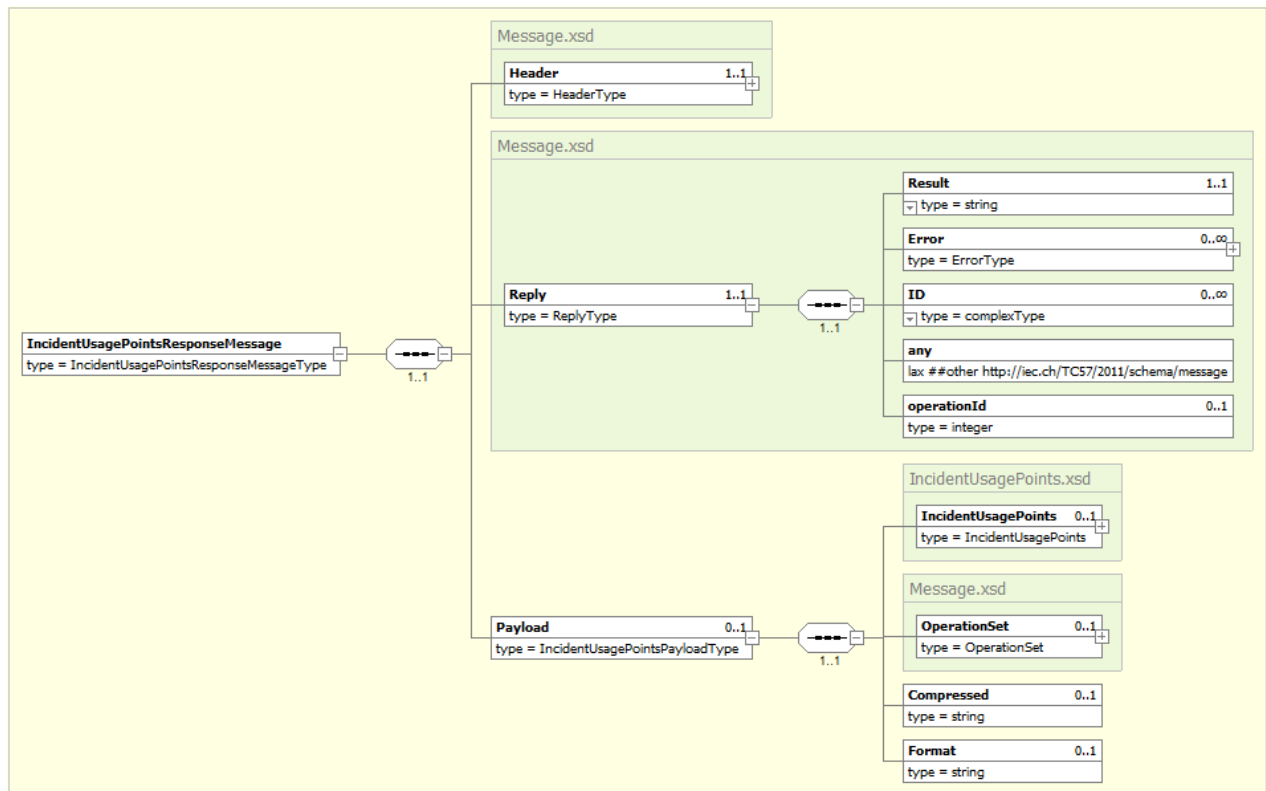 Message.xsd
Header 1..1
type = HeaderType
Message.xsd
Result 1..1
type = string
Error 0..∞
type = ErrorType
Reply 1..1
type = ReplyType
1..1
ID 0..∞
type = complexType
any
lax ##other http://iec.ch/TC57/2011/schema/message
operationId 0..1
type = integer
IncidentUsagePointsResponseMessage
type = IncidentUsagePointsResponseMessageType
1..1
IncidentUsagePoints.xsd
IncidentUsagePoints 0..1
type = IncidentUsagePoints
Message.xsd
Payload 0..1
type = IncidentUsagePointsPayloadType
1..1
OperationSet 0..1
type = OperationSet
Compressed 0..1
type = string
Format 0..1
type = string